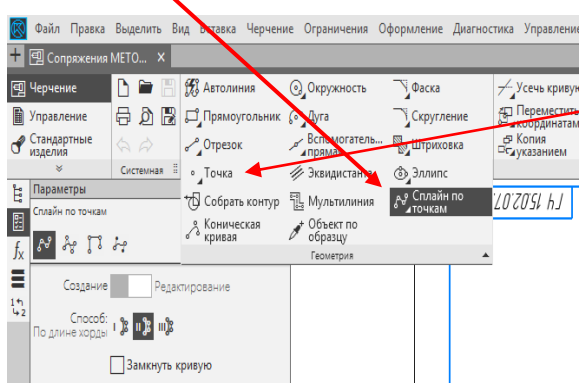 Файл Правка Выделить Вид Вставка Черчение Ограничения Оформление Диагностика Управление
Сопряжения МЕТО...
Черчение
Управление
Стандартные изделия
Системная
Автолиния
Прямоугольник
Отрезок
Точка
Собрать контур
Коническая кривая
Окружность
Дуга
Вспомогатель... прямая
Эквидистанта
Мультилиния
Объект по образцу
Фаска
Скругление
Штриховка
Эллипс
Сплайн по точкам
Геометрия
Усечь кривую
Переместить координатам
Копия указанием
Параметры
Сплайн по точкам
Создание Редактирование
Способ:
По длине хорды
Замкнуть кривую